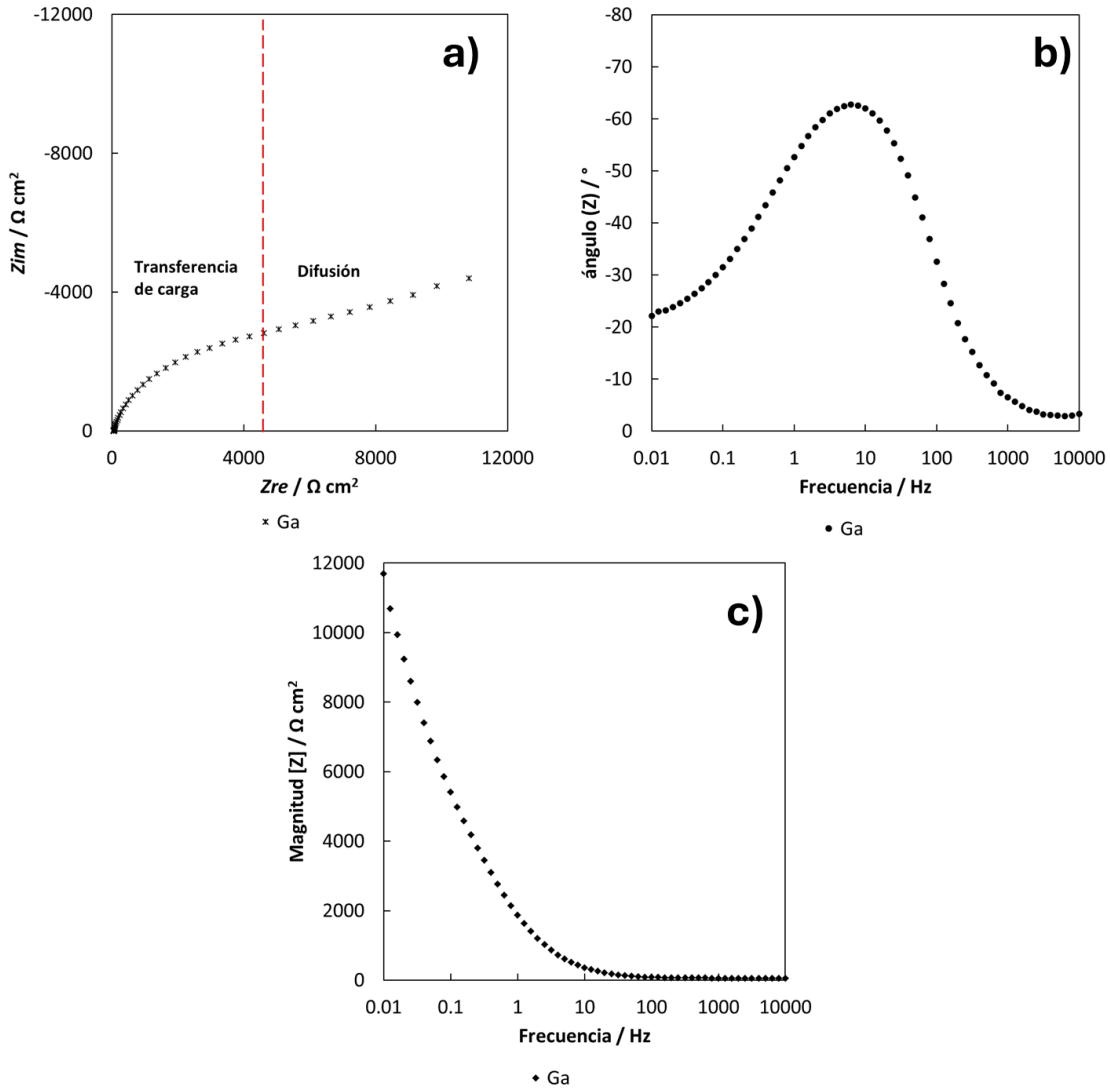 -12000
-8000
-4000
0
Zim / Ω cm²
a)
Transferencia
de carga
Difusión
0
4000
8000
12000
Zre / Ω cm²
Ga
-80
-70
-60
-50
-40
-30
-20
-10
0
ángulo (Z) / °
b)
0.01
0.1
1
10
100
1000
10000
Frecuencia / Hz
Ga
12000
10000
8000
6000
4000
2000
0
Magnitud [Z] / Ω cm²
c)
0.01
0.1
1
10
100
1000
10000
Frecuencia / Hz
Ga